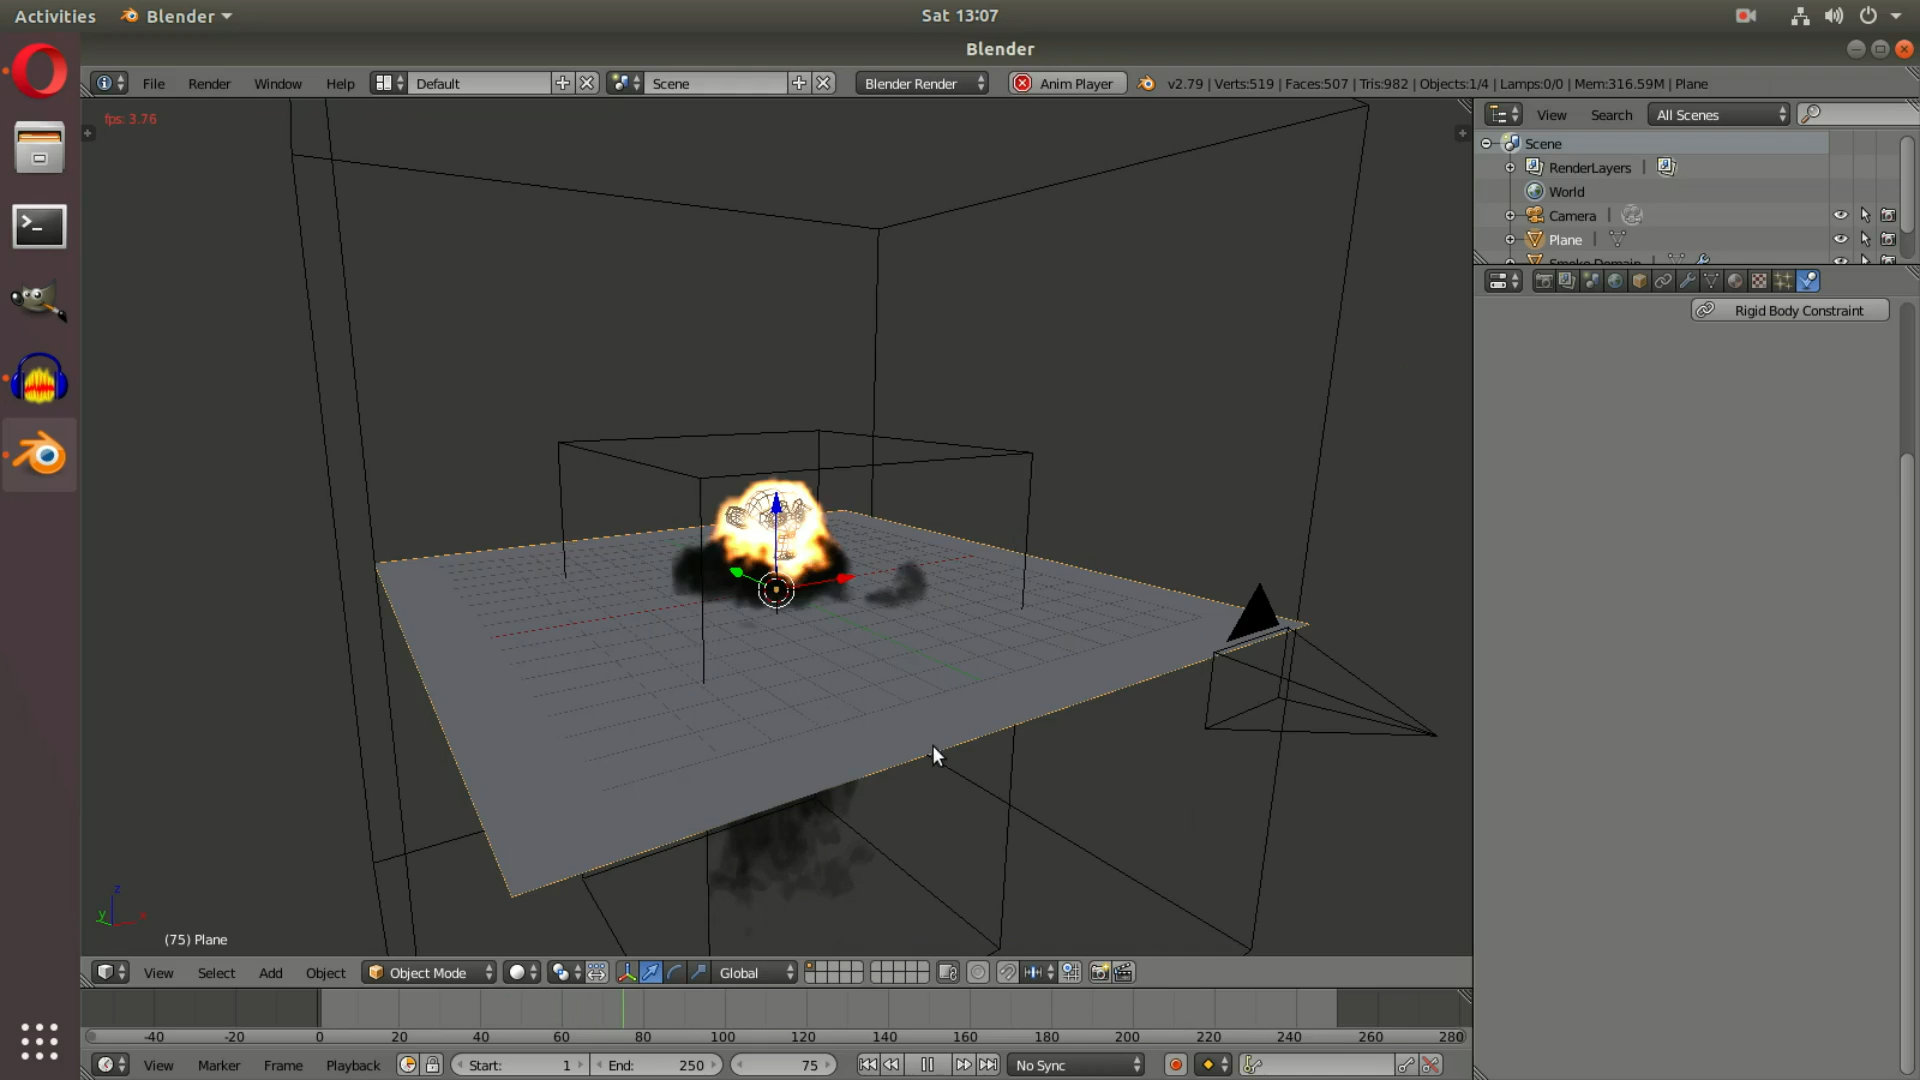 Activities Blender Sat 13:07
Blender
File Render Window Help Default Scene Blender Render Anim Player v2.79 | Verts:519 | Faces:507 | Tris:982 | Objects:1/4 | Lamps:0/0 | Mem:316.59M | Plane
fps: 3.76
View Search All Scenes
Scene
RenderLayers
World
Camera
Plane
Smoke Domain
Rigid Body Constraint
z
y x
(75) Plane
View Select Add Object Object Mode Global
-40 -20 0 20 40 60 80 100 120 140 160 180 200 220 240 260 280
View Marker Frame Playback Start: 1 End: 250 75 No Sync